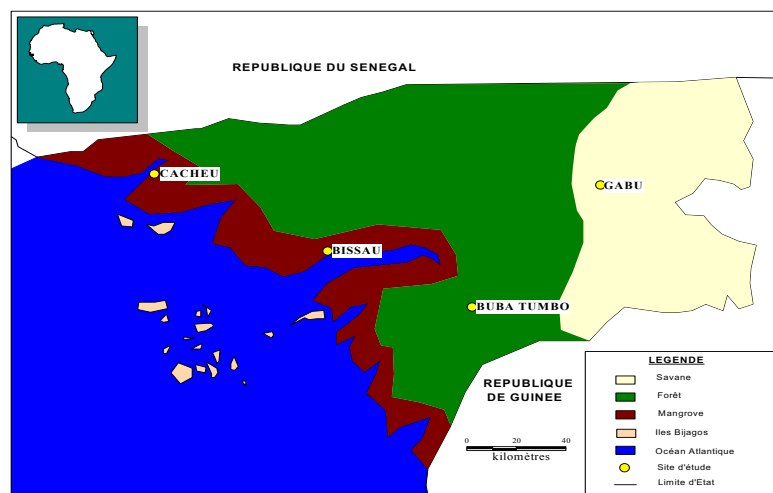 REPUBLIQUE DU SENEGAL
CACHEU
GABU
BISSAU
BUBA TUMBO
REPUBLIQUE
DE GUINEE
0 20 40
kilomètres
LEGENDE
Savane
Forêt
Mangrove
Iles Bijagos
Océan Atlantique
Site d'étude
Limite d'Etat